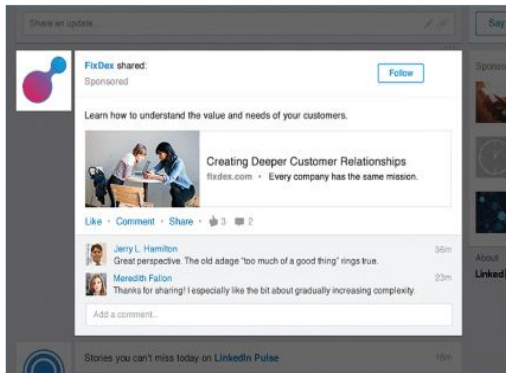 Share an update...
Say
FixDex shared:
Sponsored
Follow
Sponso
Learn how to understand the value and needs of your customers.
Creating Deeper Customer Relationships
fixdex.com • Every company has the same mission.
Like • Comment • Share • 3 2
Jerry L. Hamilton 36m
Great perspective. The old adage "too much of a good thing" rings true.
Meredith Fallon 23m
Thanks for sharing! I especially like the bit about gradually increasing complexity.
Add a comment...
About
Linked
Stories you can't miss today on LinkedIn Pulse 18m